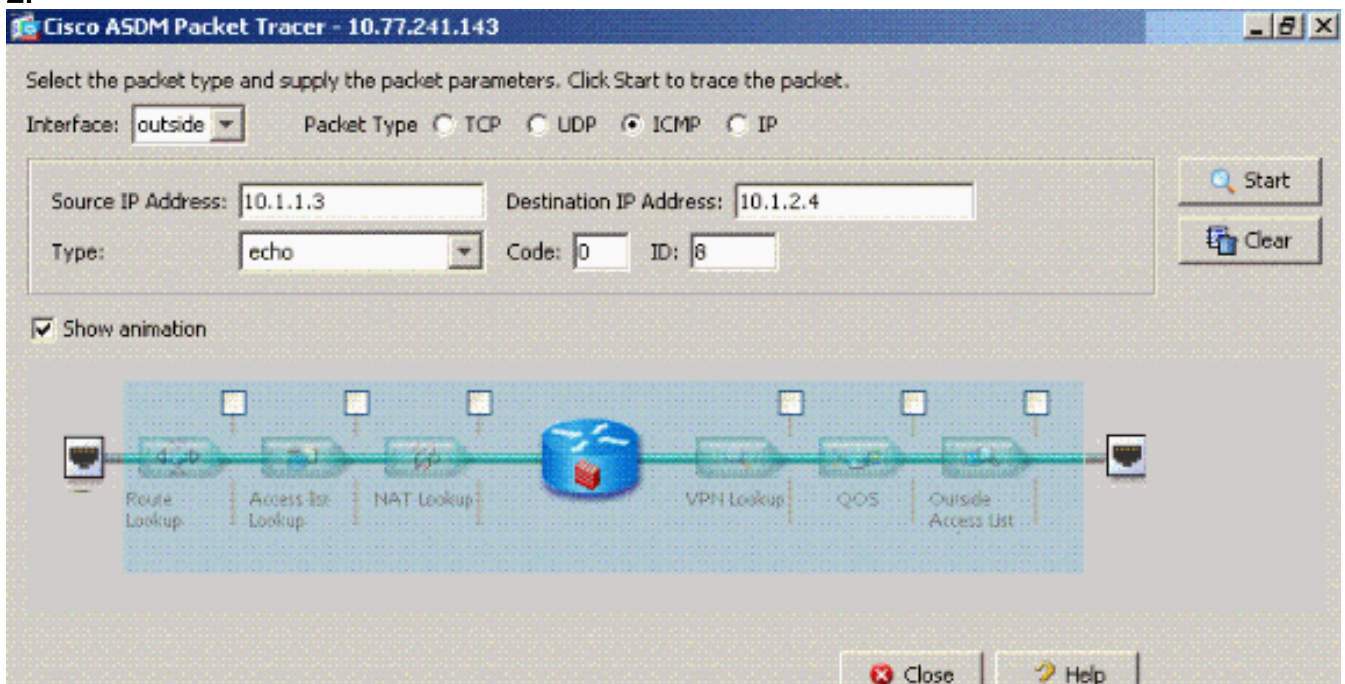 2.
Cisco ASDM Packet Tracer - 10.77.241.143
Select the packet type and supply the packet parameters. Click Start to trace the packet.
Interface: outside Packet Type TCP UDP ICMP IP
Source IP Address: 10.1.1.3 Destination IP Address: 10.1.2.4
Start
Type: echo Code: 0 ID: 8
Clear
Show animation
Route Lookup
Access list Lookup
NAT Lookup
VPN Lookup
QOS
Outside Access List
Close Help